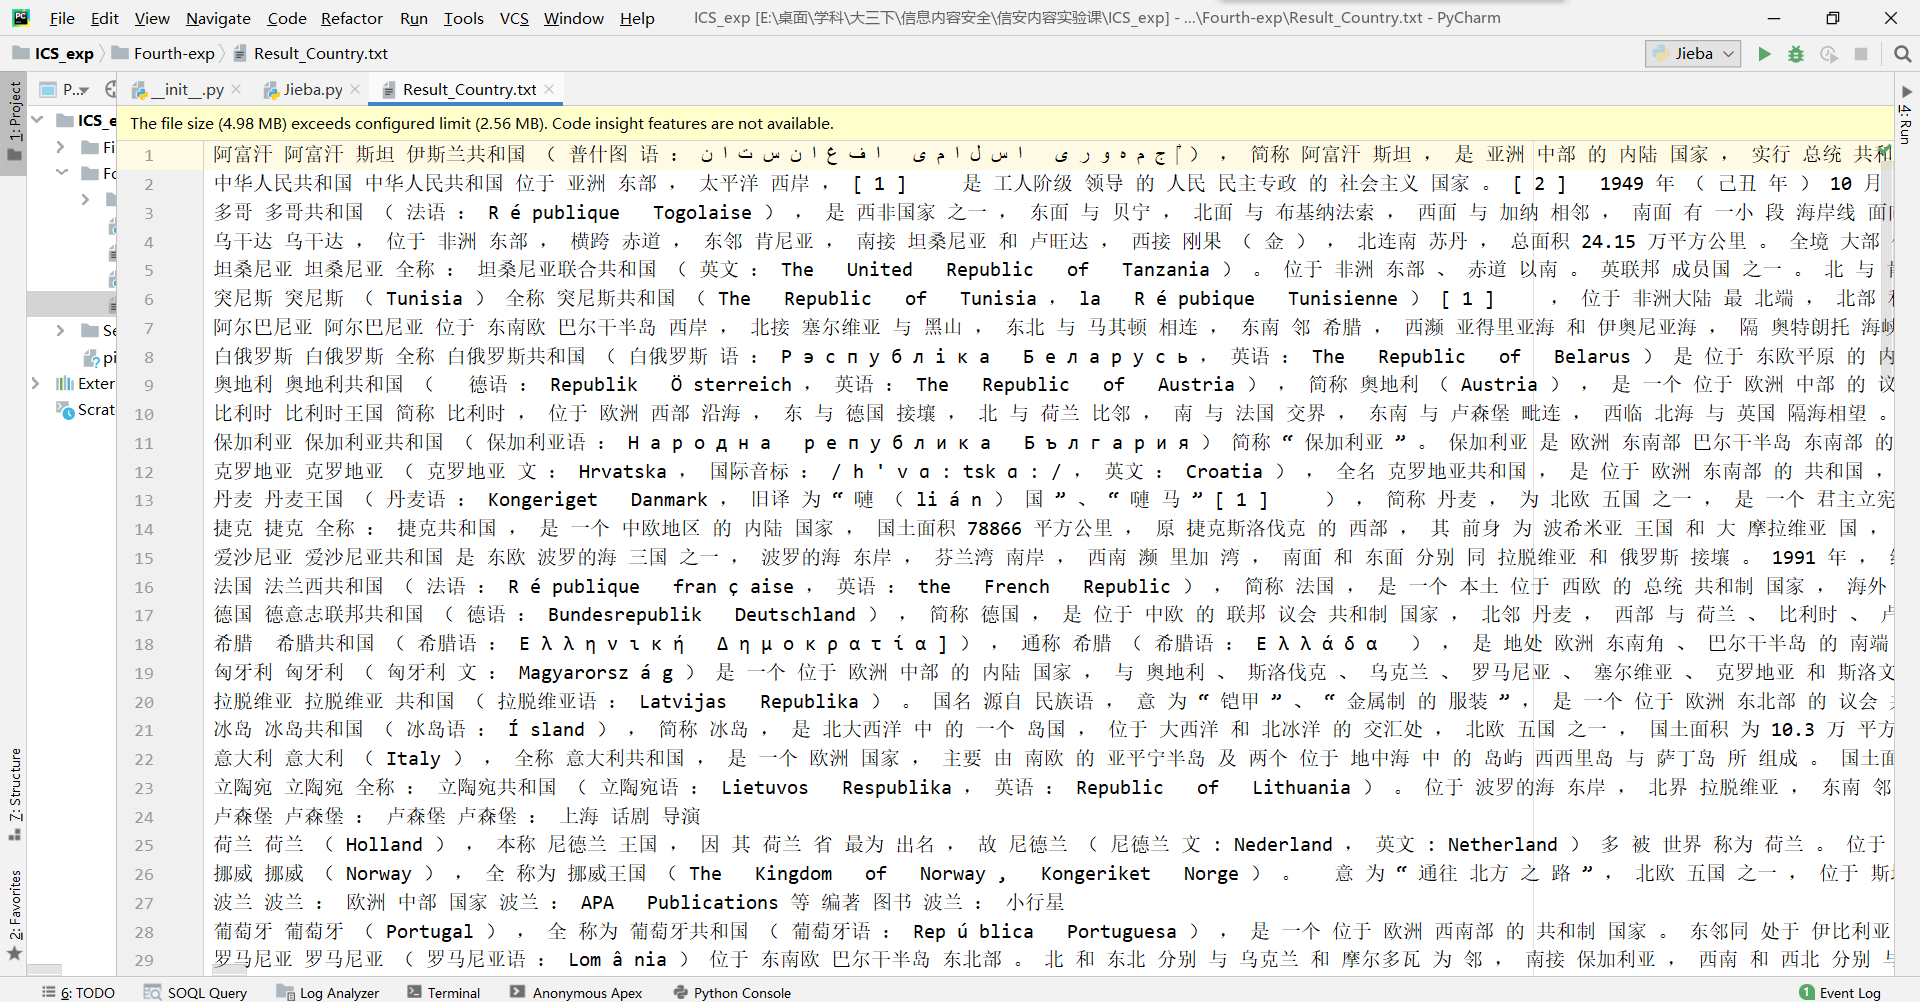 File Edit View Navigate Code Refactor Run Tools VCS Window Help ICS_exp [E:\桌面\学科\大三下\信息内容安全\信安内容实验课\ICS_exp] - ...\Fourth-exp\Result_Country.txt - PyCharm
ICS_exp Fourth-exp Result_Country.txt Jieba
P.. __init__.py Jieba.py Result_Country.txt
The file size (4.98 MB) exceeds configured limit (2.56 MB). Code insight features are not available.
1: Project
ICS_e
Fi
Fo
Se
pi
Exter
Scrat
7: Structure
2: Favorites
4: Run
1 阿富汗 阿富汗 斯坦 伊斯兰共和国 （ 普什图 语 ： ج م ه و ر ی ا س ل ا م ی ا ف غ ا ن س ت ا ن ） ， 简称 阿富汗 斯坦 ， 是 亚洲 中部 的 内陆 国家 ， 实行 总统 共和
2 中华人民共和国 中华人民共和国 位于 亚洲 东部 ， 太平洋 西岸 ， [ 1 ] 是 工人阶级 领导 的 人民 民主专政 的 社会主义 国家 。 [ 2 ] 1949 年 （ 己丑 年 ） 10 月
3 多哥 多哥共和国 （ 法语 ： R é publique Togolaise ） ， 是 西非国家 之一 ， 东面 与 贝宁 ， 北面 与 布基纳法索 ， 西面 与 加纳 相邻 ， 南面 有 一小 段 海岸线 面
4 乌干达 乌干达 ， 位于 非洲 东部 ， 横跨 赤道 ， 东邻 肯尼亚 ， 南接 坦桑尼亚 和 卢旺达 ， 西接 刚果 （ 金 ） ， 北连南 苏丹 ， 总面积 24.15 万平方公里 。 全境 大部
5 坦桑尼亚 坦桑尼亚 全称 ： 坦桑尼亚联合共和国 （ 英文 ： The United Republic of Tanzania ） 。 位于 非洲 东部 、 赤道 以南 。 英联邦 成员国 之一 。 北 与
6 突尼斯 突尼斯 （ Tunisia ） 全称 突尼斯共和国 （ The Republic of Tunisia ， la R é pubique Tunisienne ） [ 1 ] ， 位于 非洲大陆 最 北端 ， 北部
7 阿尔巴尼亚 阿尔巴尼亚 位于 东南欧 巴尔干半岛 西岸 ， 北接 塞尔维亚 与 黑山 ， 东北 与 马其顿 相连 ， 东南 邻 希腊 ， 西濒 亚得里亚海 和 伊奥尼亚海 ， 隔 奥特朗托 海峡
8 白俄罗斯 白俄罗斯 全称 白俄罗斯共和国 （ 白俄罗斯 语 ： Р э с п у б л і к а Б е л а р у с ь ， 英语 ： The Republic of Belarus ） 是 位于 东欧平原 的 内
9 奥地利 奥地利共和国 （ 德语 ： Republik Ö sterreich ， 英语 ： The Republic of Austria ） ， 简称 奥地利 （ Austria ） ， 是 一个 位于 欧洲 中部 的 议
10 比利时 比利时王国 简称 比利时 ， 位于 欧洲 西部 沿海 ， 东 与 德国 接壤 ， 北 与 荷兰 比邻 ， 南 与 法国 交界 ， 东南 与 卢森堡 毗连 ， 西临 北海 与 英国 隔海相望 。
11 保加利亚 保加利亚共和国 （ 保加利亚语 ： Н а р о д н а р е п у б л и к а Б ъ л г а р и я ） 简称 “ 保加利亚 ” 。 保加利亚 是 欧洲 东南部 巴尔干半岛 东南部 的
12 克罗地亚 克罗地亚 （ 克罗地亚 文 ： Hrvatska ， 国际音标 ： / h ' v ɑ : tsk ɑ : / ， 英文 ： Croatia ） ， 全名 克罗地亚共和国 ， 是 位于 欧洲 东南部 的 共和国 ，
13 丹麦 丹麦王国 （ 丹麦语 ： Kongeriget Danmark ， 旧译 为 “ 嗹 （ li á n ） 国 ” 、 “ 嗹 马 ” [ 1 ] ） ， 简称 丹麦 ， 为 北欧 五国 之一 ， 是 一个 君主立宪
14 捷克 捷克 全称 ： 捷克共和国 ， 是 一个 中欧地区 的 内陆 国家 ， 国土面积 78866 平方公里 ， 原 捷克斯洛伐克 的 西部 ， 其 前身 为 波希米亚 王国 和 大 摩拉维亚 国 ，
15 爱沙尼亚 爱沙尼亚共和国 是 东欧 波罗的海 三国 之一 ， 波罗的海 东岸 ， 芬兰湾 南岸 ， 西南 濒 里加 湾 ， 南面 和 东面 分别 同 拉脱维亚 和 俄罗斯 接壤 。 1991 年 ，
16 法国 法兰西共和国 （ 法语 ： R é publique fran ç aise ， 英语 ： the French Republic ） ， 简称 法国 ， 是 一个 本土 位于 西欧 的 总统 共和制 国家 ， 海外
17 德国 德意志联邦共和国 （ 德语 ： Bundesrepublik Deutschland ） ， 简称 德国 ， 是 位于 中欧 的 联邦 议会 共和制 国家 ， 北邻 丹麦 ， 西部 与 荷兰 、 比利时 、 卢
18 希腊 希腊共和国 （ 希腊语 ： Ε λ λ η ν ι κ ή Δ η μ ο κ ρ α τ ί α ] ） ， 通称 希腊 （ 希腊语 ： Ε λ λ ά δ α ） ， 是 地处 欧洲 东南角 、 巴尔干半岛 的 南端
19 匈牙利 匈牙利 （ 匈牙利 文 ： Magyarorsz á g ） 是 一个 位于 欧洲 中部 的 内陆 国家 ， 与 奥地利 、 斯洛伐克 、 乌克兰 、 罗马尼亚 、 塞尔维亚 、 克罗地亚 和 斯洛文
20 拉脱维亚 拉脱维亚 共和国 （ 拉脱维亚语 ： Latvijas Republika ） 。 国名 源自 民族语 ， 意 为 “ 铠甲 ” 、 “ 金属制 的 服装 ” ， 是 一个 位于 欧洲 东北部 的 议会
21 冰岛 冰岛共和国 （ 冰岛语 ： Í sland ） ， 简称 冰岛 ， 是 北大西洋 中 的 一个 岛国 ， 位于 大西洋 和 北冰洋 的 交汇处 ， 北欧 五国 之一 ， 国土面积 为 10.3 万 平方
22 意大利 意大利 （ Italy ） ， 全称 意大利共和国 ， 是 一个 欧洲 国家 ， 主要 由 南欧 的 亚平宁半岛 及 两个 位于 地中海 中 的 岛屿 西西里岛 与 萨丁岛 所 组成 。 国土面
23 立陶宛 立陶宛 全称 ： 立陶宛共和国 （ 立陶宛语 ： Lietuvos Respublika ， 英语 ： Republic of Lithuania ） 。 位于 波罗的海 东岸 ， 北界 拉脱维亚 ， 东南 邻
24 卢森堡 卢森堡 ： 卢森堡 卢森堡 ： 上海 话剧 导演
25 荷兰 荷兰 （ Holland ） ， 本称 尼德兰 王国 ， 因 其 荷兰 省 最为 出名 ， 故 尼德兰 （ 尼德兰 文 ： Nederland ， 英文 ： Netherland ） 多 被 世界 称为 荷兰 。 位于
26 挪威 挪威 （ Norway ） ， 全 称为 挪威王国 （ The Kingdom of Norway ， Kongeriket Norge ） 。 意 为 “ 通往 北方 之 路 ” ， 北欧 五国 之一 ， 位于 斯
27 波兰 波兰 ： 欧洲 中部 国家 波兰 ： APA Publications 等 编著 图书 波兰 ： 小行星
28 葡萄牙 葡萄牙 （ Portugal ） ， 全 称为 葡萄牙共和国 （ 葡萄牙语 ： Rep ú blica Portuguesa ） ， 是 一个 位于 欧洲 西南部 的 共和制 国家 。 东邻同 处于 伊比利亚
29 罗马尼亚 罗马尼亚 （ 罗马尼亚语 ： Lom â nia ） 位于 东南欧 巴尔干半岛 东北部 。 北 和 东北 分别 与 乌克兰 和 摩尔多瓦 为 邻 ， 南接 保加利亚 ， 西南 和 西北 分别
6: TODO SOQL Query Log Analyzer Terminal Anonymous Apex Python Console 1 Event Log